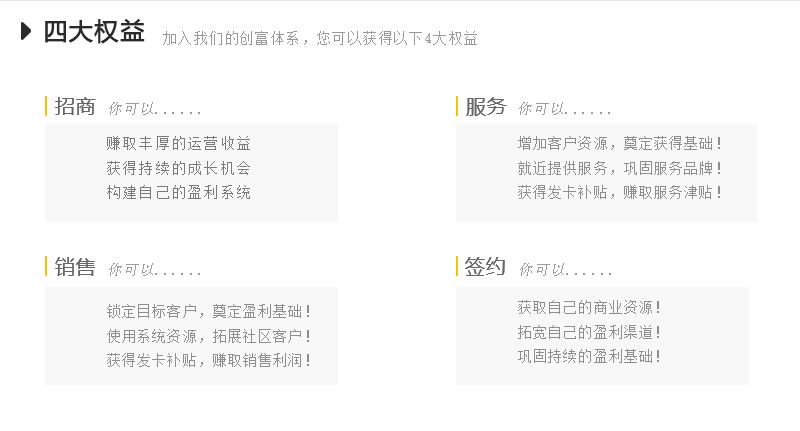 四大权益 加入我们的创富体系，您可以获得以下4大权益
招商 你可以......
赚取丰厚的运营收益
获得持续的成长机会
构建自己的盈利系统
服务 你可以......
增加客户资源，奠定获得基础！
就近提供服务，巩固服务品牌！
获得发卡补贴，赚取服务津贴！
销售 你可以......
锁定目标客户，奠定盈利基础！
使用系统资源，拓展社区客户！
获得发卡补贴，赚取销售利润！
签约 你可以......
获取自己的商业资源！
拓宽自己的盈利渠道！
巩固持续的盈利基础！